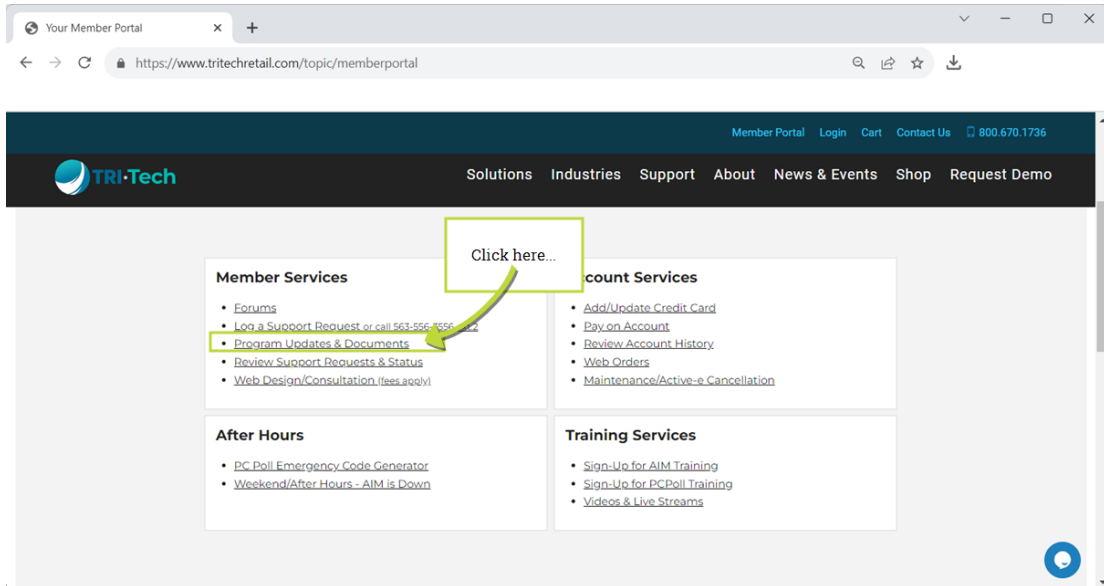 Your Member Portal
https://www.tritechretail.com/topic/memberportal
Member Portal Login Cart Contact Us 800.670.1736
TRI-Tech
Solutions Industries Support About News & Events Shop Request Demo
Click here...
Member Services
Forums
Log a Support Request or call 563-556-
Program Updates & Documents
Review Support Requests & Status
Web Design/Consultation (fees apply)
Services
Add/Update Credit Card
Pay on Account
Review Account History
Web Orders
Maintenance/Active-e Cancellation
After Hours
PC Poll Emergency Code Generator
Weekend/After Hours - AIM is Down
Training Services
Sign-Up for AIM Training
Sign-Up for PCPoll Training
Videos & Live Streams